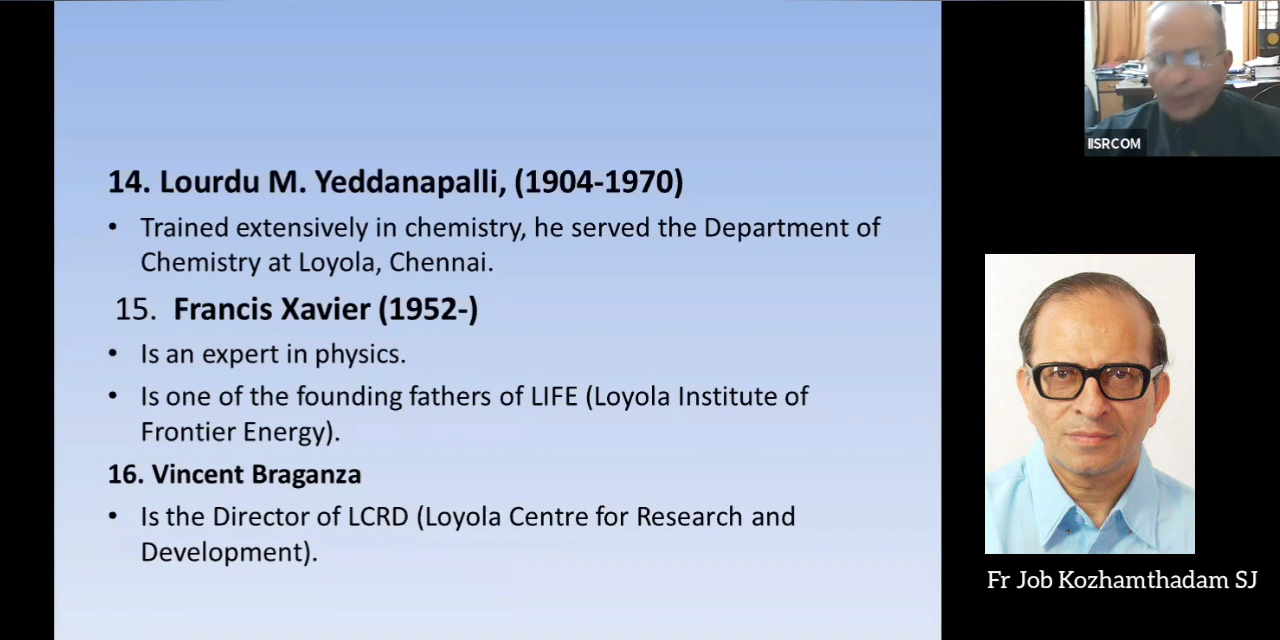 14. Lourdu M. Yeddanapalli, (1904-1970)
• Trained extensively in chemistry, he served the Department of
Chemistry at Loyola, Chennai.
15. Francis Xavier (1952-)
• Is an expert in physics.
• Is one of the founding fathers of LIFE (Loyola Institute of
Frontier Energy).
16. Vincent Braganza
• Is the Director of LCRD (Loyola Centre for Research and
Development).
IISRCOM
Fr Job Kozhamthadam SJ